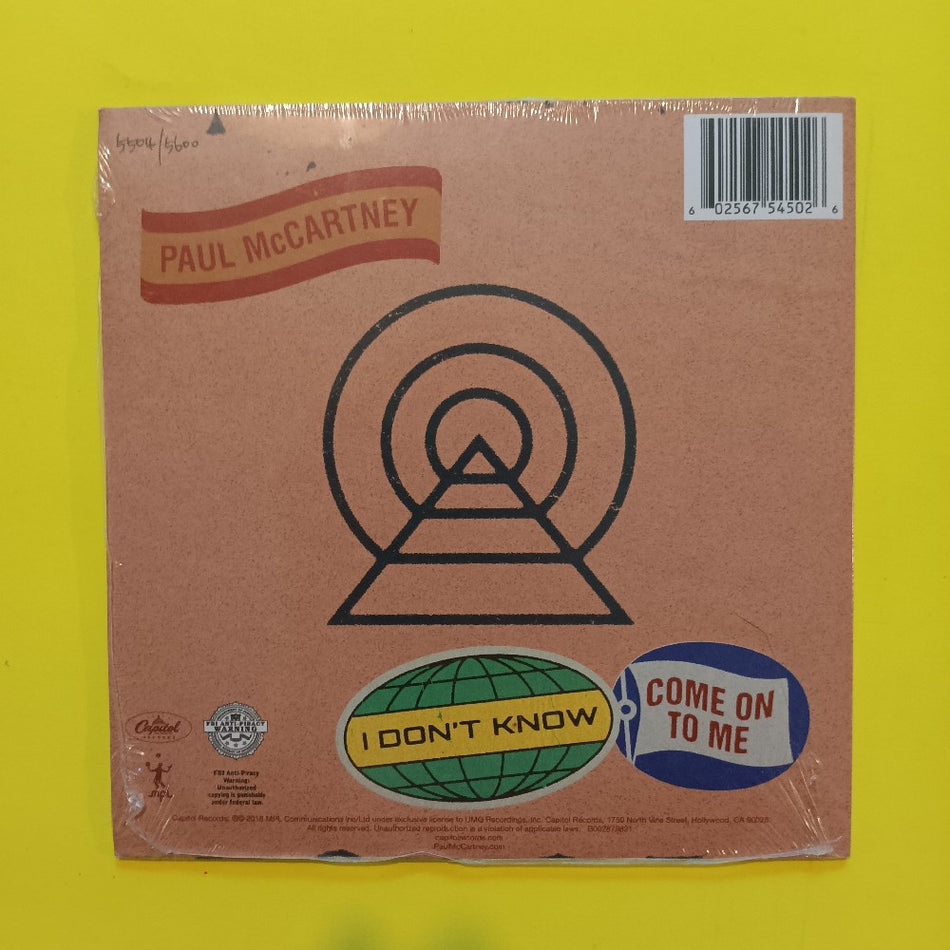 5504/5600
6 02567 54502 6
PAUL McCARTNEY
I DON'T KNOW
COME ON
TO ME
Capitol
RECORDS
FBI ANTI-PIRACY
WARNING
mpl
FBI Anti-Piracy
Warning:
Unauthorized
copying is punishable
under federal law.
Capitol Records; ℗© 2018 MPL Communications Inc/Ltd under exclusive license to UMG Recordings, Inc. Capitol Records, 1750 North Vine Street, Hollywood, CA 90028.
All rights reserved. Unauthorized reproduction is a violation of applicable laws.
capitolrecords.com
PaulMcCartney.com